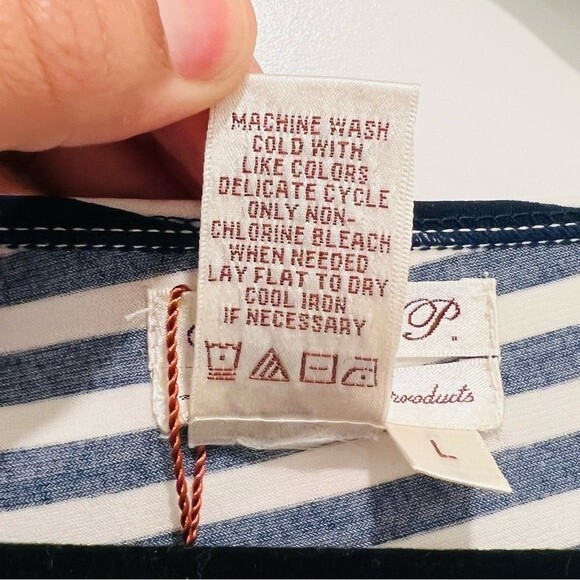 MACHINE WASH
COLD WITH
LIKE COLORS
DELICATE CYCLE
ONLY NON-
CHLORINE BLEACH
WHEN NEEDED
LAY FLAT TO DRY
COOL IRON
IF NECESSARY
P.
products
L